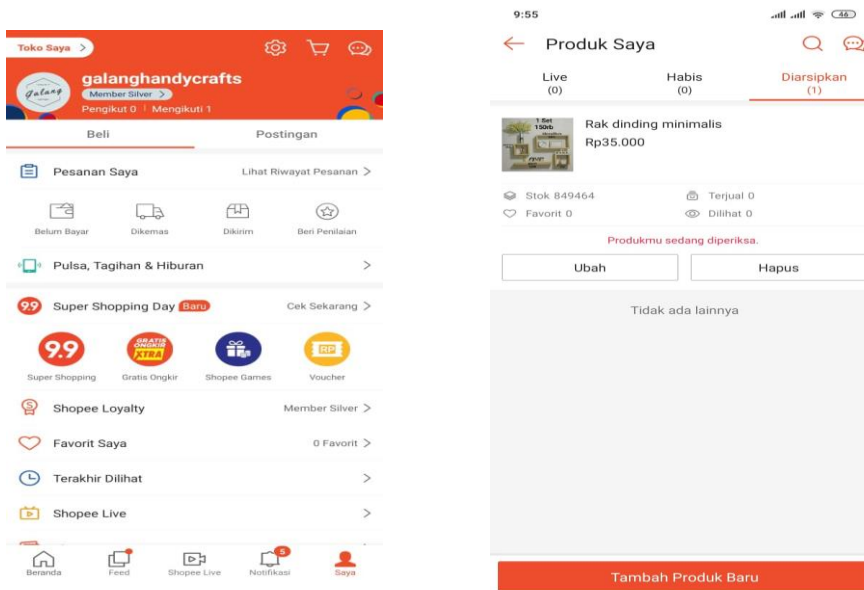 Toko Saya >
Galang
galanghandycrafts
Member Silver >
Pengikut 0 | Mengikuti 1
Beli
Postingan
Pesanan Saya
Lihat Riwayat Pesanan >
Belum Bayar
Dikemas
Dikirim
Beri Penilaian
Pulsa, Tagihan & Hiburan >
9.9
Super Shopping Day Baru
Cek Sekarang >
9.9
GRATIS ONGKIR XTRA
RP
Super Shopping
Gratis Ongkir
Shopee Games
Voucher
Shopee Loyalty
Member Silver >
Favorit Saya
0 Favorit >
Terakhir Dilihat >
Shopee Live >
5
Beranda
Feed
Shopee Live
Notifikasi
Saya
9:55
46
Produk Saya
Live
(0)
Habis
(0)
Diarsipkan
(1)
1 Set
150rb
Rak dinding minimalis
Rp35.000
Stok 849464
Terjual 0
Favorit 0
Dilihat 0
Produkmu sedang diperiksa.
Ubah
Hapus
Tidak ada lainnya
Tambah Produk Baru